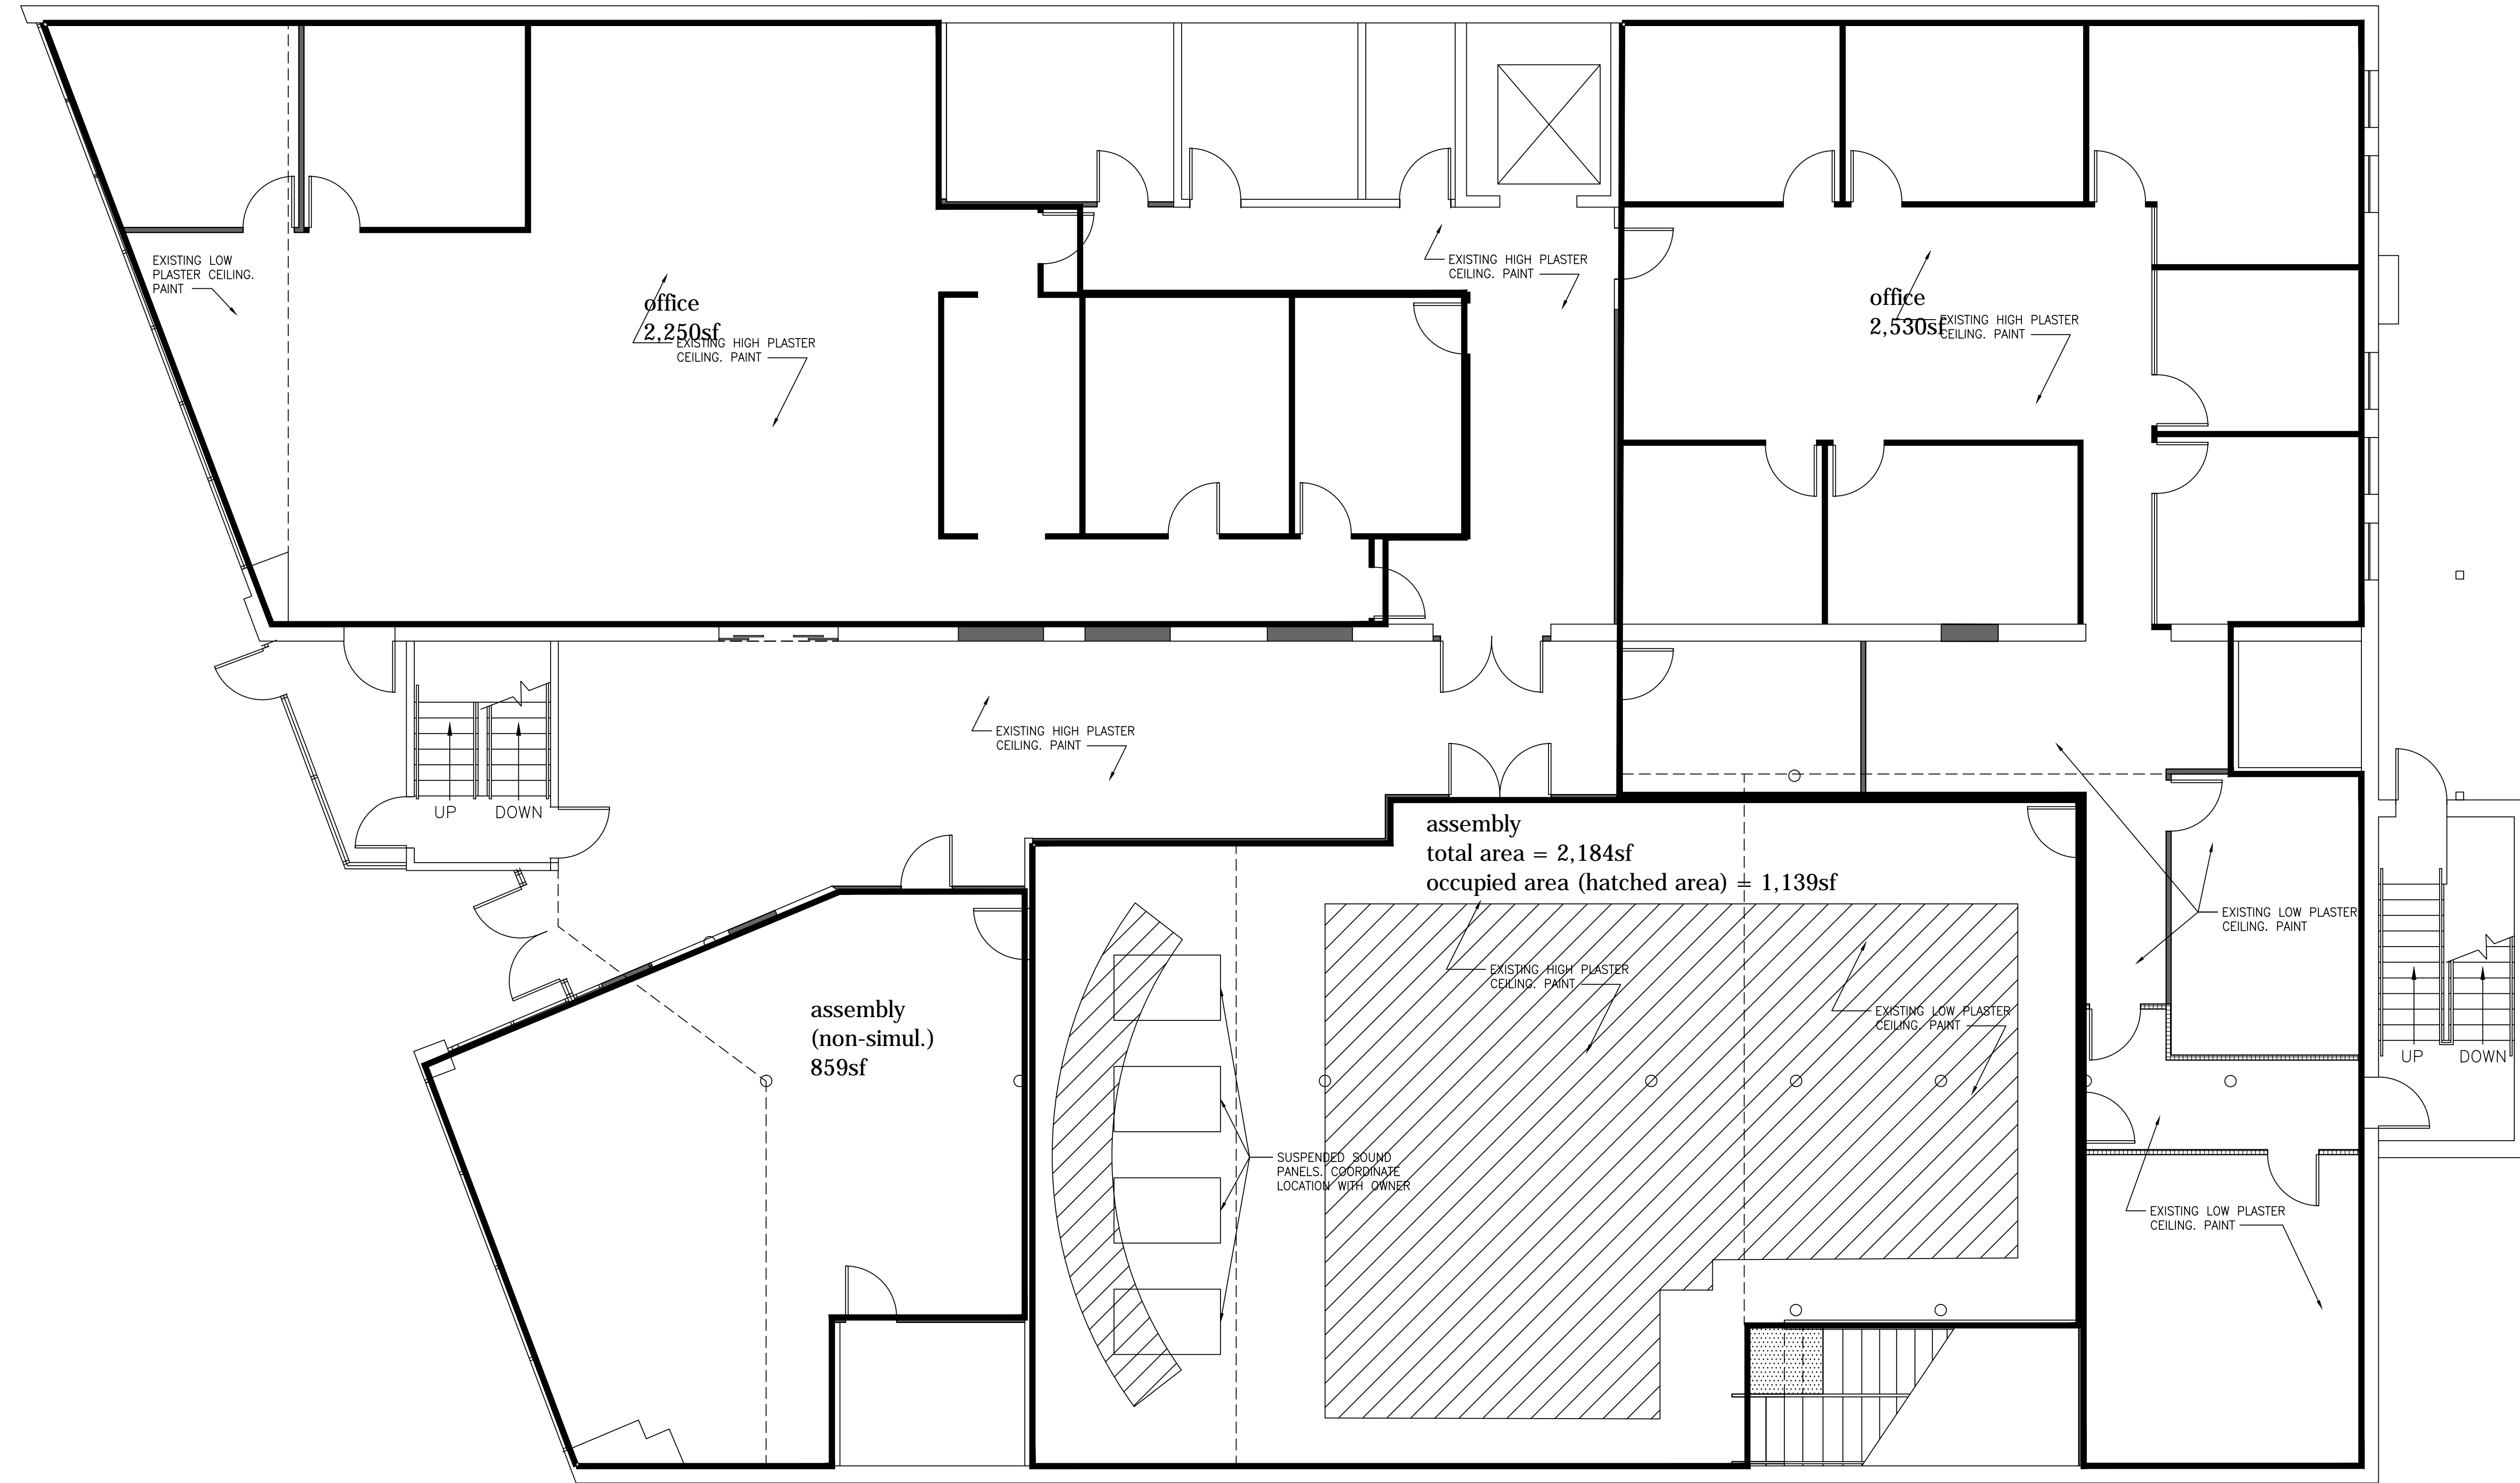 EXISTING LOW
PLASTER CEILING.
PAINT
office
2,250sf
EXISTING HIGH PLASTER
CEILING. PAINT
EXISTING HIGH PLASTER
CEILING. PAINT
office
2,530sf
EXISTING HIGH PLASTER
CEILING. PAINT
EXISTING HIGH PLASTER
CEILING. PAINT
UP
DOWN
assembly
total area = 2,184sf
occupied area (hatched area) = 1,139sf
EXISTING LOW PLASTER
CEILING. PAINT
EXISTING HIGH PLASTER
CEILING. PAINT
EXISTING LOW PLASTER
CEILING. PAINT
assembly
(non-simul.)
859sf
UP
DOWN
SUSPENDED SOUND
PANELS. COORDINATE
LOCATION WITH OWNER
EXISTING LOW PLASTER
CEILING. PAINT